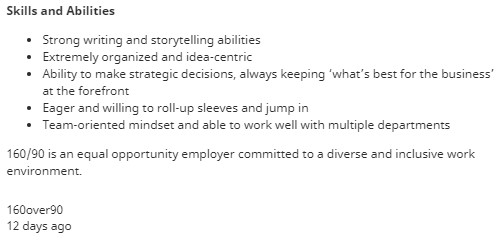 Skills and Abilities
• Strong writing and storytelling abilities
• Extremely organized and idea-centric
• Ability to make strategic decisions, always keeping ‘what’s best for the business’
at the forefront
• Eager and willing to roll-up sleeves and jump in
• Team-oriented mindset and able to work well with multiple departments
160/90 is an equal opportunity employer committed to a diverse and inclusive work
environment.
160over90
12 days ago